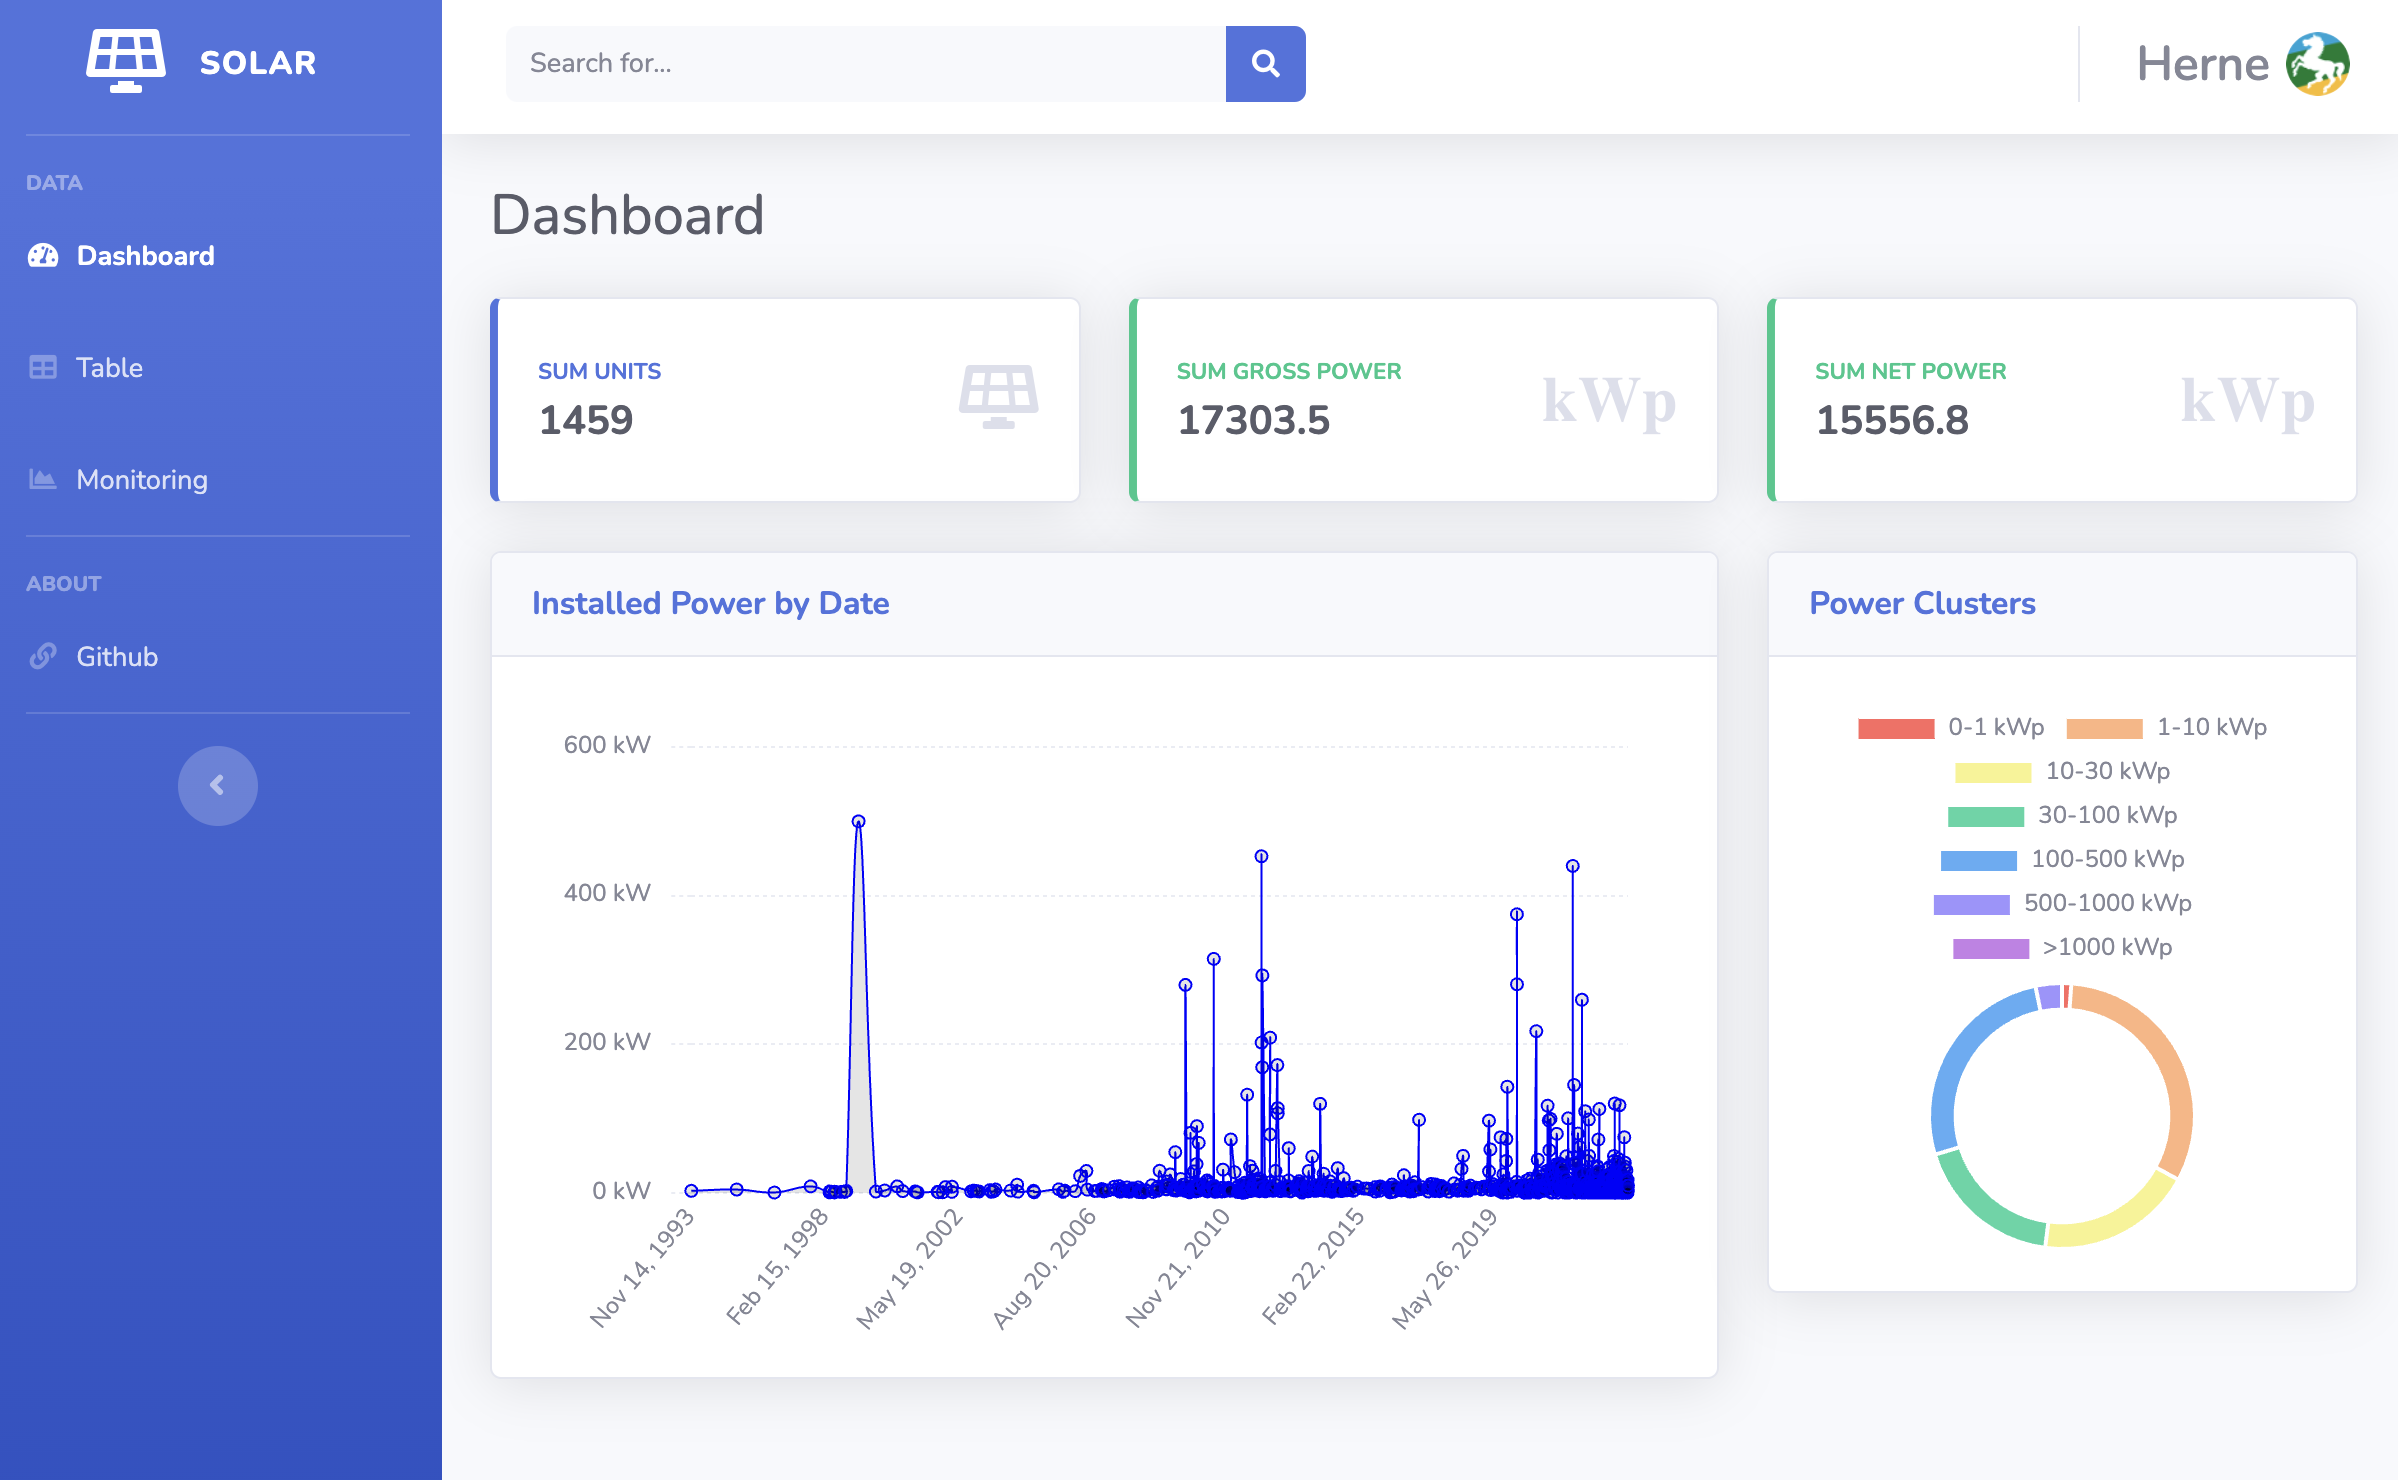 SOLAR
Search for...
Herne
DATA
Dashboard
Table
Monitoring
ABOUT
Github
Dashboard
SUM UNITS
1459
SUM GROSS POWER
17303.5
kWp
SUM NET POWER
15556.8
kWp
Installed Power by Date
600 kW
400 kW
200 kW
0 kW
Nov 14, 1993
Feb 15, 1998
May 19, 2002
Aug 20, 2006
Nov 21, 2010
Feb 22, 2015
May 26, 2019
Power Clusters
0-1 kWp
1-10 kWp
10-30 kWp
30-100 kWp
100-500 kWp
500-1000 kWp
>1000 kWp